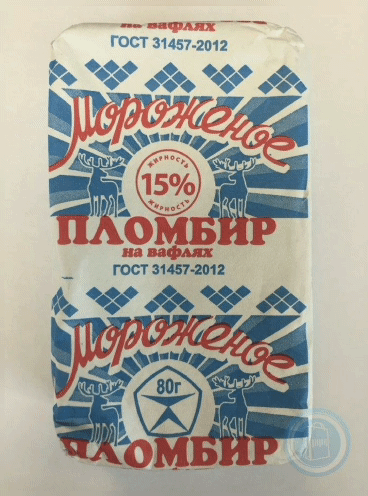 на вафлях
ГОСТ 31457-2012
Мороженое
ЖИРНОСТЬ
15%
ЖИРНОСТЬ
ПЛОМБИР
на вафлях
ГОСТ 31457-2012
Мороженое
80г
ПЛОМБИР